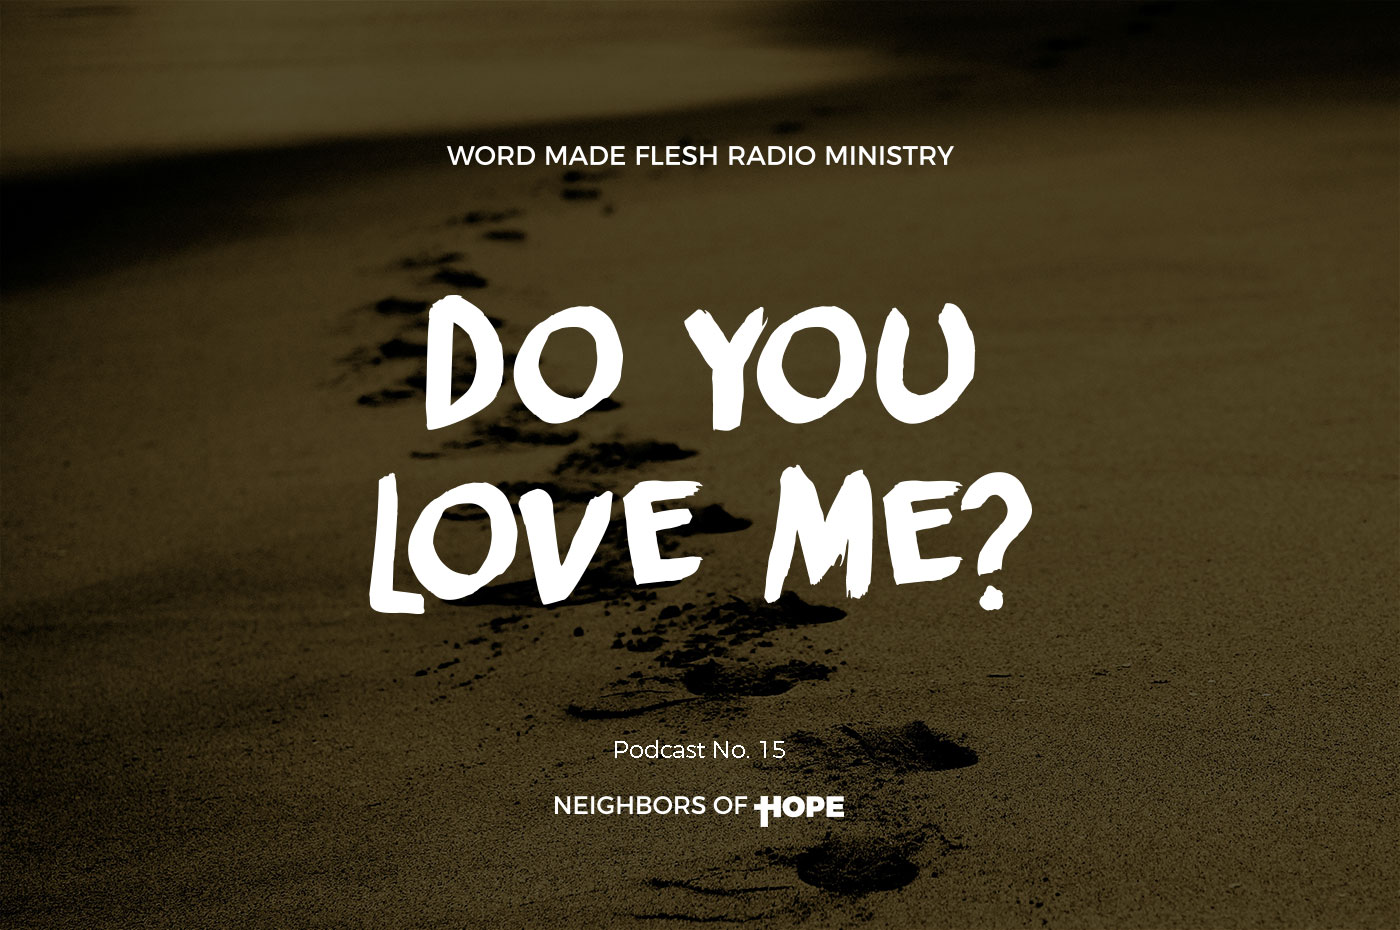 WORD MADE FLESH RADIO MINISTRY
DO YOU
LOVE ME?
Podcast No. 15
NEIGHBORS OF HOPE